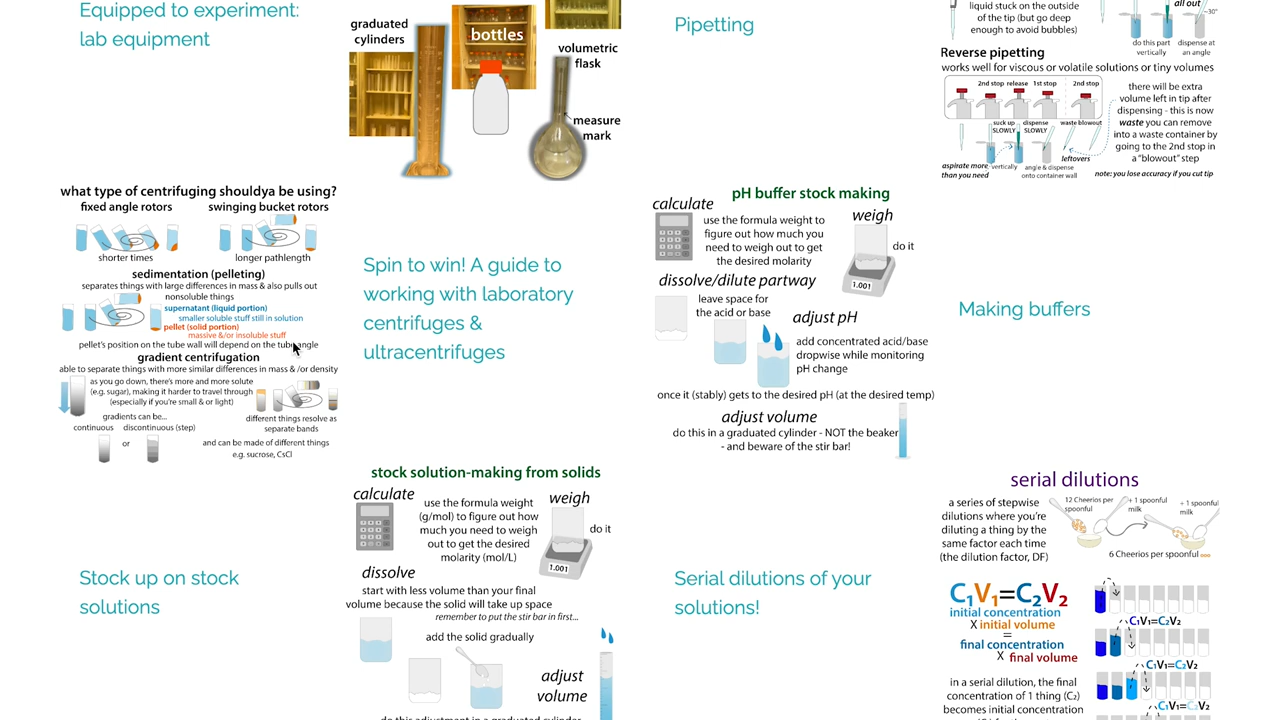 Equipped to experiment:
lab equipment
graduated
cylinders
bottles
volumetric
flask
measure
mark
Pipetting
liquid stuck on the outside
of the tip (but go deep
enough to avoid bubbles)
all out
~30°
do this part
vertically
dispense at
an angle
Reverse pipetting
works well for viscous or volatile solutions or tiny volumes
2nd stop release 1st stop 2nd stop
suck up
SLOWLY
dispense
SLOWLY
waste blowout
aspirate more
than you need
vertically
angle & dispense
onto container wall
leftovers
there will be extra
volume left in tip after
dispensing - this is now
waste you can remove
into a waste container by
going to the 2nd stop in
a "blowout" step
note: you lose accuracy if you cut tip
what type of centrifuging shouldya be using?
fixed angle rotors
swinging bucket rotors
shorter times
longer pathlength
sedimentation (pelleting)
separates things with large differences in mass & also pulls out
nonsoluble things
supernatant (liquid portion)
smaller soluble stuff still in solution
pellet (solid portion)
massive &/or insoluble stuff
pellet's position on the tube wall will depend on the tube angle
gradient centrifugation
able to separate things with more similar differences in mass & /or density
as you go down, there's more and more solute
(e.g. sugar), making it harder to travel through
(especially if you're small & or light)
gradients can be...
continuous
discontinuous (step)
or
different things resolve as
separate bands
and can be made of different things
e.g. sucrose, CsCl
Spin to win! A guide to
working with laboratory
centrifuges &
ultracentrifuges
pH buffer stock making
calculate
use the formula weight to
figure out how much you
need to weigh out to get
the desired molarity
weigh
do it
1.001
dissolve/dilute partway
leave space for
the acid or base
adjust pH
add concentrated acid/base
dropwise while monitoring
pH change
once it (stably) gets to the desired pH (at the desired temp)
adjust volume
do this in a graduated cylinder - NOT the beaker
- and beware of the stir bar!
Making buffers
Stock up on stock
solutions
stock solution-making from solids
calculate
use the formula weight
(g/mol) to figure out how
much you need to weigh
out to get the desired
molarity (mol/L)
weigh
do it
1.001
dissolve
start with less volume than your final
volume because the solid will take up space
remember to put the stir bar in first...
add the solid gradually
adjust
volume
do this adjustment in a graduated cylinder
Serial dilutions of your
solutions!
serial dilutions
a series of stepwise
dilutions where you're
diluting a thing by the
same factor each time
(the dilution factor, DF)
12 Cheerios per
spoonful
+ 1 spoonful
milk
+ 1 spoonful
milk
6 Cheerios per spoonful
C₁V₁=C₂V₂
initial concentration
X initial volume
=
final concentration
X final volume
in a serial dilution, the final
concentration of 1 thing (C₂)
becomes initial concentration
C₁V₁=C₂V₂
C₁V₁=C₂V₂
C₁V₁=C₂V₂